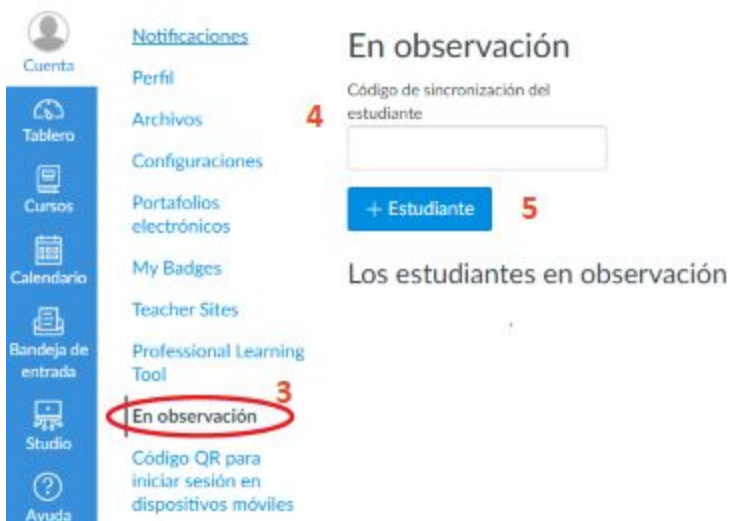 Cuenta
Tablero
Cursos
Calendario
Bandeja de
entrada
Studio
Ayuda
Notificaciones
Perfil
Archivos
Configuraciones
Portafolios
electrónicos
My Badges
Teacher Sites
Professional Learning
Tool
3
En observación
Código QR para
iniciar sesión en
dispositivos móviles
En observación
Código de sincronización del
4 estudiante
+ Estudiante 5
Los estudiantes en observación